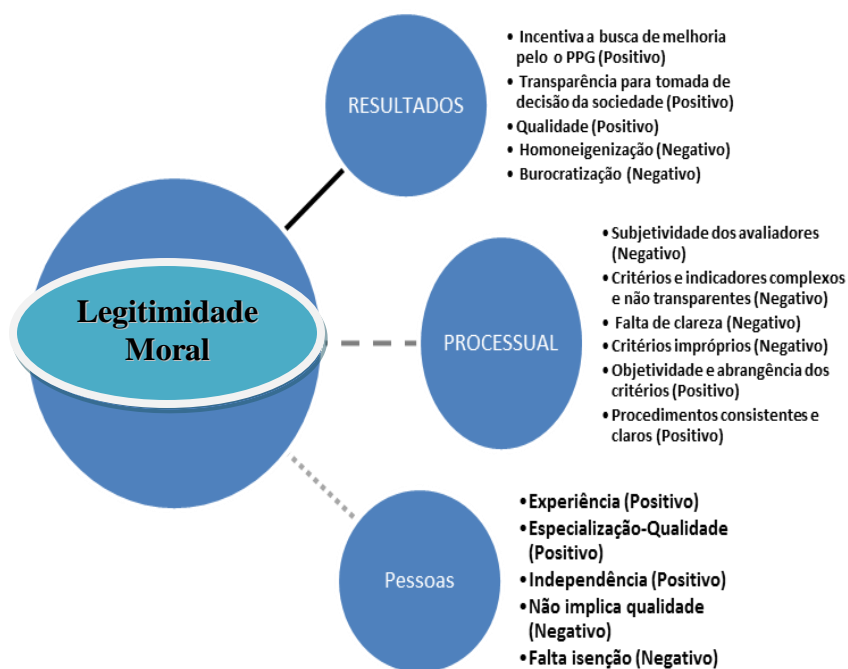 Legitimidade
Moral
RESULTADOS
• Incentiva a busca de melhoria
pelo o PPG (Positivo)
• Transparência para tomada de
decisão da sociedade (Positivo)
• Qualidade (Positivo)
• Homoneigenização (Negativo)
• Burocratização (Negativo)
PROCESSUAL
• Subjetividade dos avaliadores
(Negativo)
• Critérios e indicadores complexos
e não transparentes (Negativo)
• Falta de clareza (Negativo)
• Critérios impróprios (Negativo)
• Objetividade e abrangência dos
critérios (Positivo)
• Procedimentos consistentes e
claros (Positivo)
Pessoas
• Experiência (Positivo)
• Especialização-Qualidade
(Positivo)
• Independência (Positivo)
• Não implica qualidade
(Negativo)
• Falta isenção (Negativo)